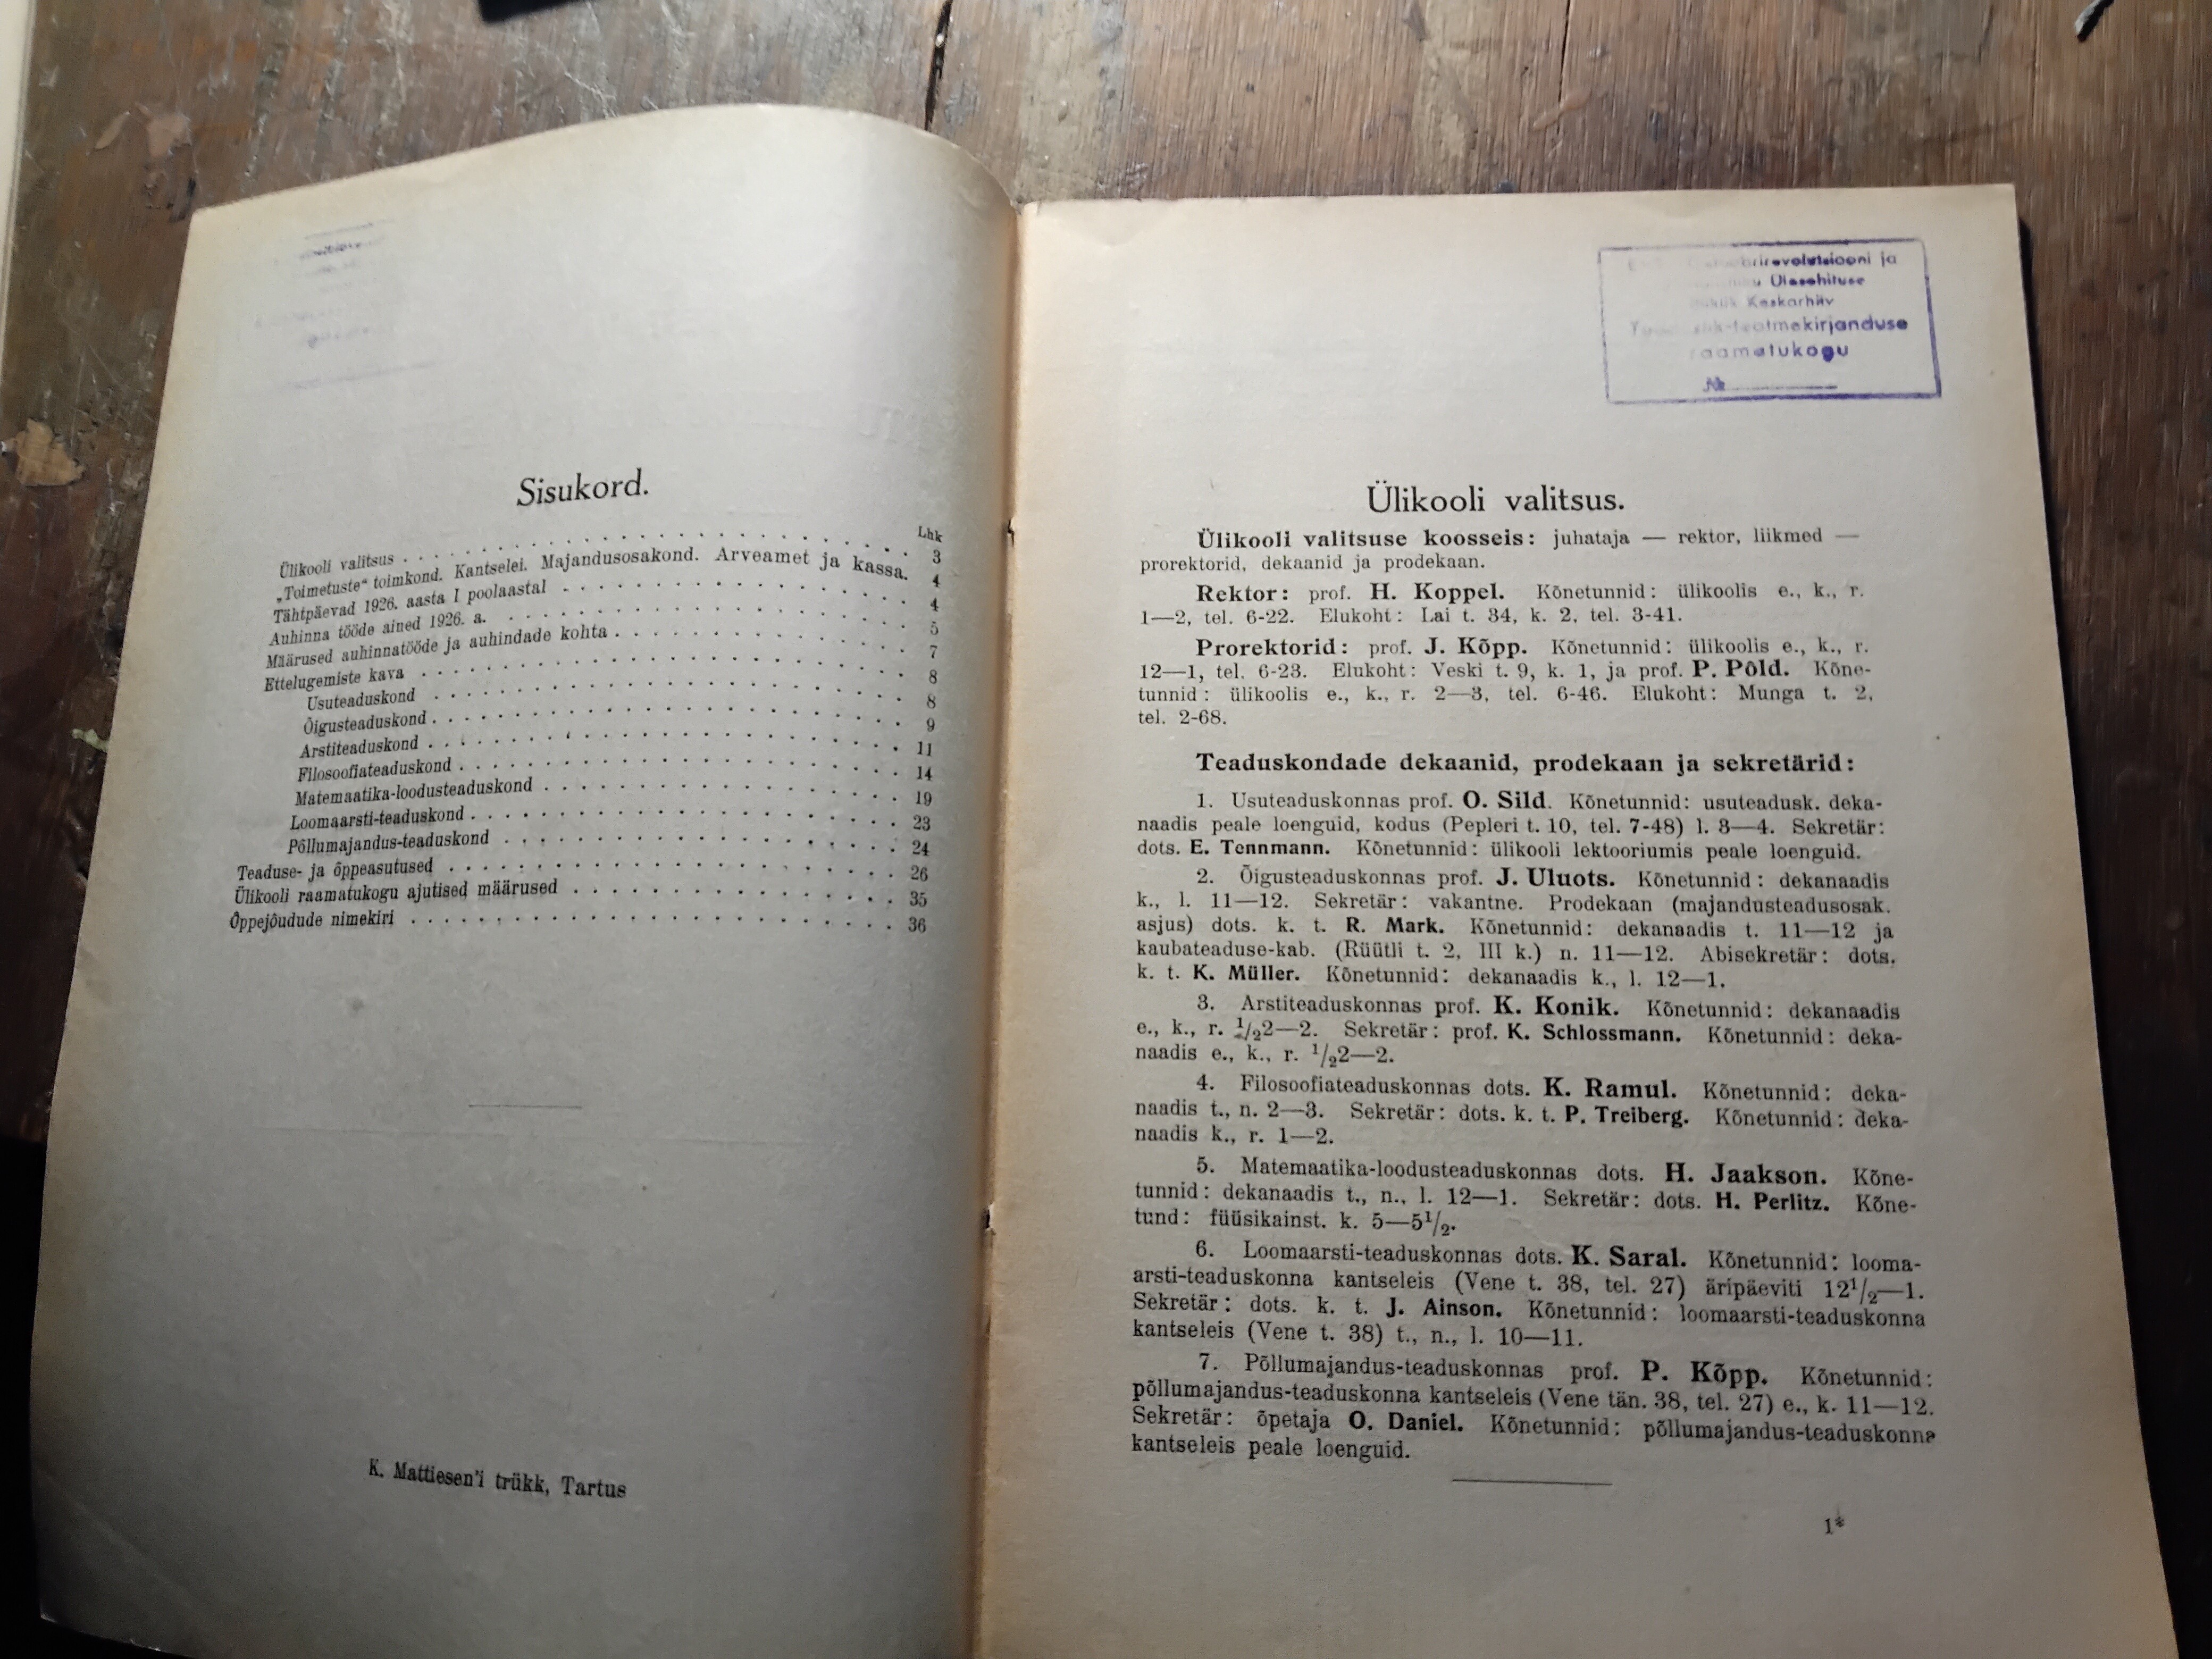 Sisukord.
Lhk
Ülikooli valitsus . . . . . . . . . . . . . . . . . . . . . . . 3
„Toimetuste“ toimkond. Kantselei. Majandusosakond. Arveamet ja kassa. 4
Tähtpäevad 1926. aasta I poolaastal . . . . . . . . . . . . . . . 4
Auhinna tööde ained 1926. a. . . . . . . . . . . . . . . . . . . 5
Määrused auhinnatööde ja auhindade kohta . . . . . . . . . . . . . 7
Ettelugemiste kava . . . . . . . . . . . . . . . . . . . . . . 8
Usuteaduskond . . . . . . . . . . . . . . . . . . . . . . 8
Õigusteaduskond . . . . . . . . . . . . . . . . . . . . . 9
Arstiteaduskond . . . . . . . . . . . . . . . . . . . . . 11
Filosoofiateaduskond . . . . . . . . . . . . . . . . . . . 14
Matemaatika-loodusteaduskond . . . . . . . . . . . . . . . 19
Loomaarsti-teaduskond . . . . . . . . . . . . . . . . . . 23
Põllumajandus-teaduskond . . . . . . . . . . . . . . . . . 24
Teaduse- ja õppeasutused . . . . . . . . . . . . . . . . . . . 26
Ülikooli raamatukogu ajutised määrused . . . . . . . . . . . . . 35
Õppejõudude nimekiri . . . . . . . . . . . . . . . . . . . . . 36
K. Mattiesen'i trükk, Tartus
ja
Ülesehituse
Keskarhiiv
raamatukogu
№
Ülikooli valitsus.
Ülikooli valitsuse koosseis: juhataja — rektor, liikmed —
prorektorid, dekaanid ja prodekaan.
Rektor: prof. H. Koppel. Kõnetunnid: ülikoolis e., k., r.
1—2, tel. 6-22. Elukoht: Lai t. 34, k. 2, tel. 3-41.
Prorektorid: prof. J. Kõpp. Kõnetunnid: ülikoolis e., k., r.
12—1, tel. 6-23. Elukoht: Veski t. 9, k. 1, ja prof. P. Põld. Kõne-
tunnid: ülikoolis e., k., r. 2—3, tel. 6-46. Elukoht: Munga t. 2,
tel. 2-68.
Teaduskondade dekaanid, prodekaan ja sekretärid:
1. Usuteaduskonnas prof. O. Sild. Kõnetunnid: usuteadusk. deka-
naadis peale loenguid, kodus (Pepleri t. 10, tel. 7-48) l. 3—4. Sekretär:
dots. E. Tennmann. Kõnetunnid: ülikooli lektooriumis peale loenguid.
2. Õigusteaduskonnas prof. J. Uluots. Kõnetunnid: dekanaadis
k., l. 11—12. Sekretär: vakantne. Prodekaan (majandusteadusosak.
asjus) dots. k. t. R. Mark. Kõnetunnid: dekanaadis t. 11—12 ja
kaubateaduse-kab. (Rüütli t. 2, III k.) n. 11—12. Abisekretär: dots.
k. t. K. Müller. Kõnetunnid: dekanaadis k., l. 12—1.
3. Arstiteaduskonnas prof. K. Konik. Kõnetunnid: dekanaadis
e., k., r. 1/22—2. Sekretär: prof. K. Schlossmann. Kõnetunnid: deka-
naadis e., k., r. 1/22—2.
4. Filosoofiateaduskonnas dots. K. Ramul. Kõnetunnid: deka-
naadis t., n. 2—3. Sekretär: dots. k. t. P. Treiberg. Kõnetunnid: deka-
naadis k., r. 1—2.
5. Matemaatika-loodusteaduskonnas dots. H. Jaakson. Kõne-
tunnid: dekanaadis t., n., l. 12—1. Sekretär: dots. H. Perlitz. Kõne-
tund: füüsikainst. k. 5—51/2.
6. Loomaarsti-teaduskonnas dots. K. Saral. Kõnetunnid: looma-
arsti-teaduskonna kantseleis (Vene t. 38, tel. 27) äripäeviti 121/2—1.
Sekretär: dots. k. t. J. Ainson. Kõnetunnid: loomaarsti-teaduskonna
kantseleis (Vene t. 38) t., n., l. 10—11.
7. Põllumajandus-teaduskonnas prof. P. Kõpp. Kõnetunnid:
põllumajandus-teaduskonna kantseleis (Vene tän. 38, tel. 27) e., k. 11—12.
Sekretär: õpetaja O. Daniel. Kõnetunnid: põllumajandus-teaduskonna
kantseleis peale loenguid.
1*